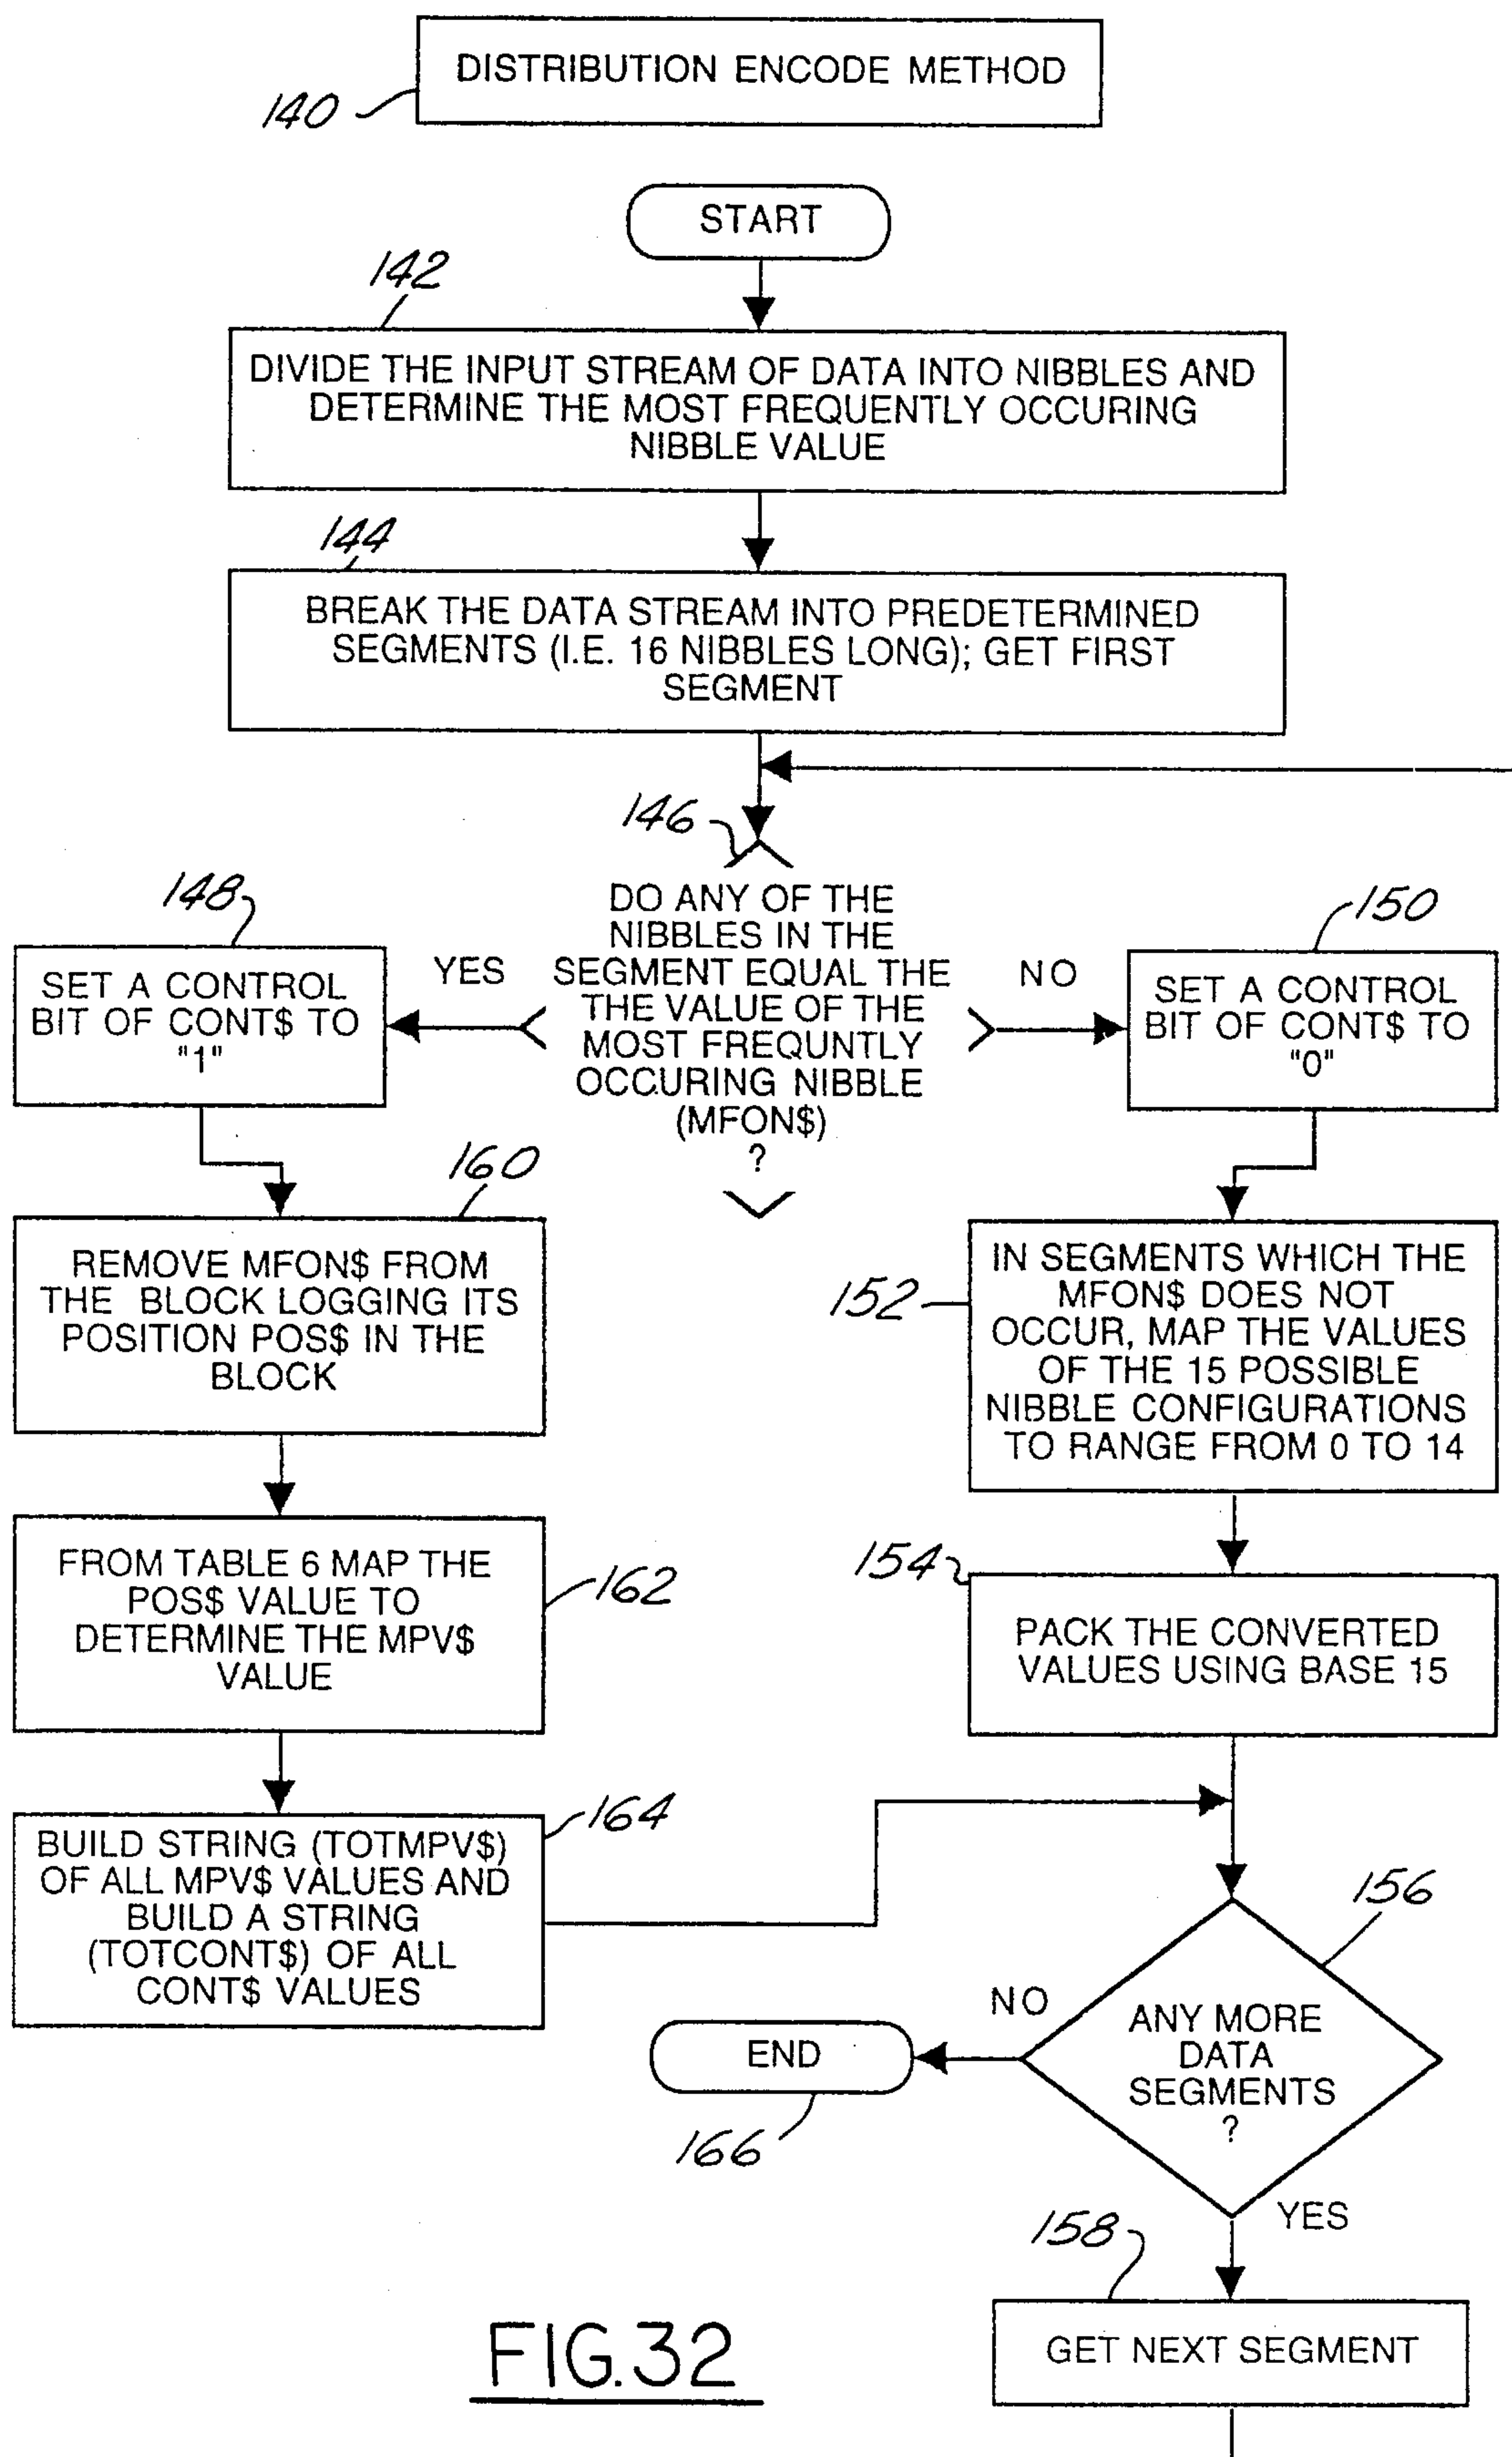 DISTRIBUTION ENCODE METHOD
140
START
142
DIVIDE THE INPUT STREAM OF DATA INTO NIBBLES AND
DETERMINE THE MOST FREQUENTLY OCCURING
NIBBLE VALUE
144
BREAK THE DATA STREAM INTO PREDETERMINED
SEGMENTS (I.E. 16 NIBBLES LONG); GET FIRST
SEGMENT
146
DO ANY OF THE
NIBBLES IN THE
SEGMENT EQUAL THE
THE VALUE OF THE
MOST FREQUNTLY
OCCURING NIBBLE
(MFON$)
?
YES
NO
148
SET A CONTROL
BIT OF CONT$ TO
"1"
150
SET A CONTROL
BIT OF CONT$ TO
"0"
160
REMOVE MFON$ FROM
THE BLOCK LOGGING ITS
POSITION POS$ IN THE
BLOCK
152
IN SEGMENTS WHICH THE
MFON$ DOES NOT
OCCUR, MAP THE VALUES
OF THE 15 POSSIBLE
NIBBLE CONFIGURATIONS
TO RANGE FROM 0 TO 14
FROM TABLE 6 MAP THE
POS$ VALUE TO
DETERMINE THE MPV$
VALUE
162
154
PACK THE CONVERTED
VALUES USING BASE 15
164
BUILD STRING (TOTMPV$)
OF ALL MPV$ VALUES AND
BUILD A STRING
(TOTCONT$) OF ALL
CONT$ VALUES
156
ANY MORE
DATA
SEGMENTS
?
NO
END
166
YES
158
GET NEXT SEGMENT
FIG.32